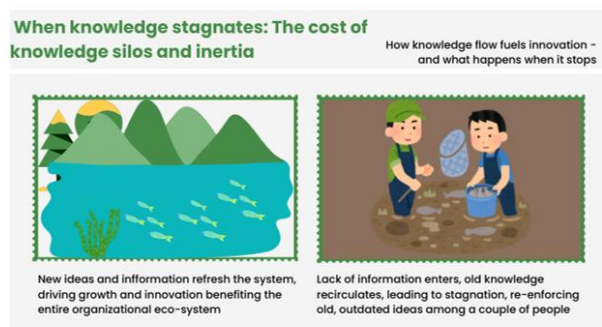 When knowledge stagnates: The cost of
knowledge silos and inertia
How knowledge flow fuels innovation -
and what happens when it stops
New ideas and infformation refresh the system,
driving growth and innovation benefiting the
entire organizational eco-system
Lack of information enters, old knowledge
recirculates, leading to stagnation, re-enforcing
old, outdated ideas among a couple of people